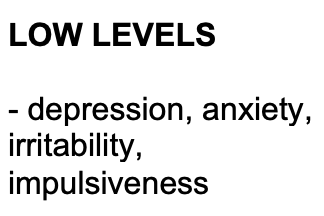 LOW LEVELS
- depression, anxiety,
irritability,
impulsiveness